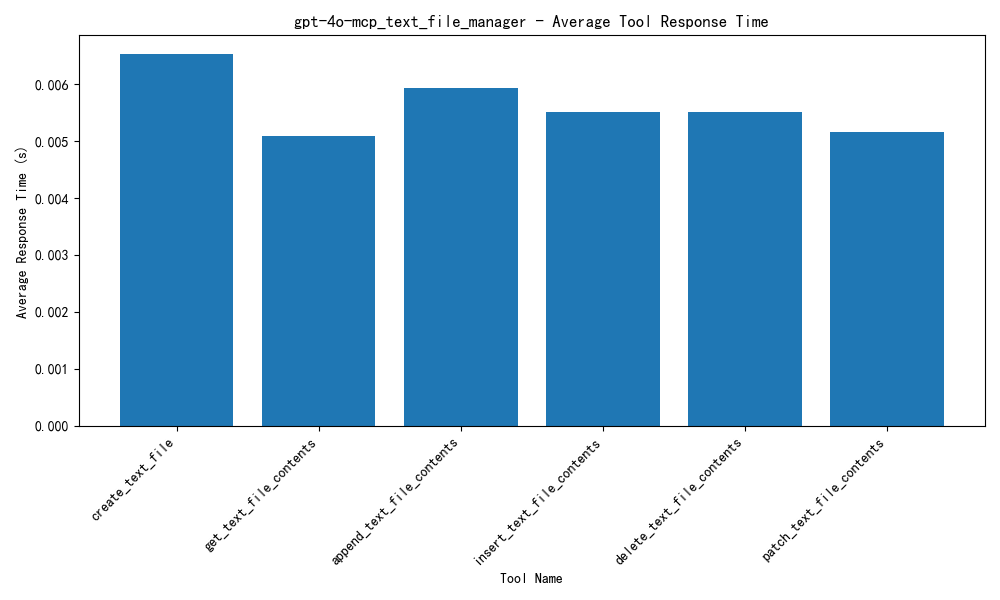 gpt-4o-mcp_text_file_manager - Average Tool Response Time
Average Response Time (s)
0.006
0.005
0.004
0.003
0.002
0.001
0.000
create_text_file
get_text_file_contents
append_text_file_contents
insert_text_file_contents
delete_text_file_contents
patch_text_file_contents
Tool Name